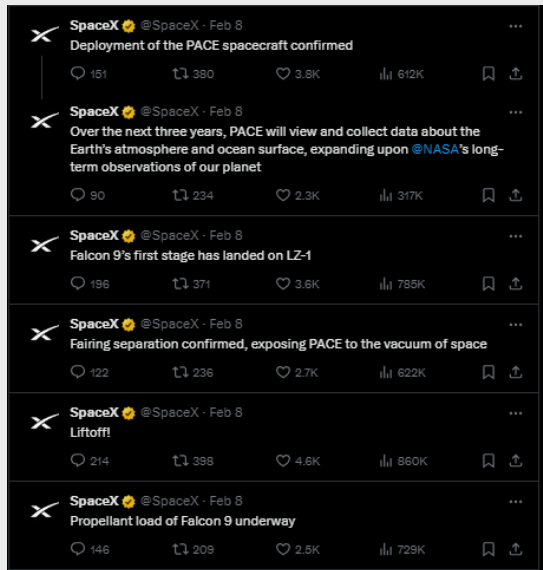 SpaceX @SpaceX · Feb 8 ...
Deployment of the PACE spacecraft confirmed
151 380 3.8K 612K
SpaceX @SpaceX · Feb 8 ...
Over the next three years, PACE will view and collect data about the
Earth's atmosphere and ocean surface, expanding upon @NASA's long-
term observations of our planet
90 234 2.3K 317K
SpaceX @SpaceX · Feb 8 ...
Falcon 9's first stage has landed on LZ-1
196 371 3.6K 785K
SpaceX @SpaceX · Feb 8 ...
Fairing separation confirmed, exposing PACE to the vacuum of space
122 236 2.7K 622K
SpaceX @SpaceX · Feb 8 ...
Liftoff!
214 398 4.6K 860K
SpaceX @SpaceX · Feb 8 ...
Propellant load of Falcon 9 underway
146 209 2.5K 729K